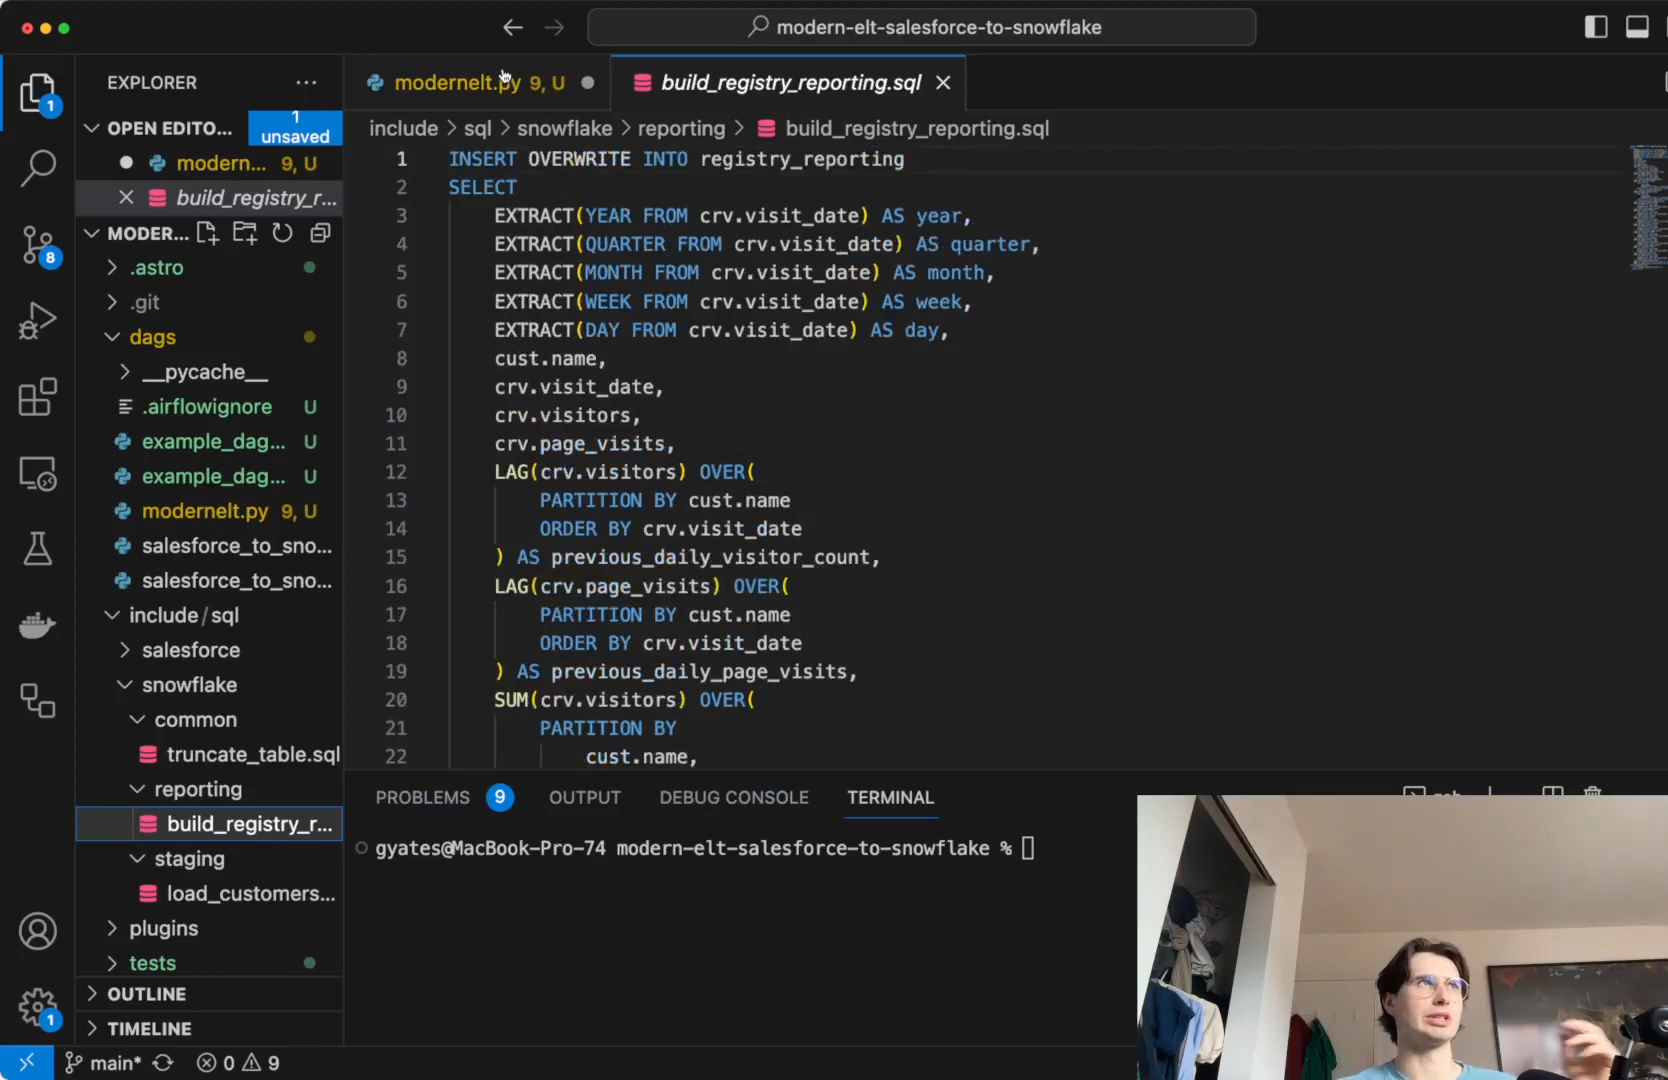 modern-elt-salesforce-to-snowflake
EXPLORER
modernelt.py 9, U
build_registry_reporting.sql
1
OPEN EDITO...
1 unsaved
include > sql > snowflake > reporting > build_registry_reporting.sql
modern... 9, U
build_registry_r...
MODER...
.astro
.git
dags
__pycache__
.airflowignore U
example_dag... U
example_dag... U
modernelt.py 9, U
salesforce_to_sno...
salesforce_to_sno...
include/sql
salesforce
snowflake
common
truncate_table.sql
reporting
build_registry_r...
staging
load_customers...
plugins
tests
OUTLINE
TIMELINE
8
1
1 INSERT OVERWRITE INTO registry_reporting
2 SELECT
3 EXTRACT(YEAR FROM crv.visit_date) AS year,
4 EXTRACT(QUARTER FROM crv.visit_date) AS quarter,
5 EXTRACT(MONTH FROM crv.visit_date) AS month,
6 EXTRACT(WEEK FROM crv.visit_date) AS week,
7 EXTRACT(DAY FROM crv.visit_date) AS day,
8 cust.name,
9 crv.visit_date,
10 crv.visitors,
11 crv.page_visits,
12 LAG(crv.visitors) OVER(
13 PARTITION BY cust.name
14 ORDER BY crv.visit_date
15 ) AS previous_daily_visitor_count,
16 LAG(crv.page_visits) OVER(
17 PARTITION BY cust.name
18 ORDER BY crv.visit_date
19 ) AS previous_daily_page_visits,
20 SUM(crv.visitors) OVER(
21 PARTITION BY
22 cust.name,
PROBLEMS 9 OUTPUT DEBUG CONSOLE TERMINAL
gyates@MacBook-Pro-74 modern-elt-salesforce-to-snowflake %
main* 0 9